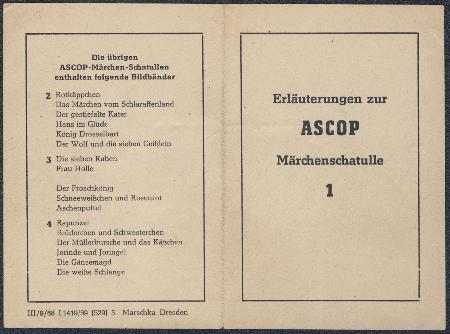 Die übrigen
ASCOP-Märchen-Schatullen
enthalten folgende Bildbänder
2 Rotkäppchen
Das Märchen vom Schlaraffenland
Der gestiefelte Kater
Hans im Glück
König Drosselbart
Der Wolf und die sieben Geißlein
3 Die sieben Raben
Frau Holle
Der Froschkönig
Schneeweißchen und Rosenrot
Aschenputtel
4 Rapunzel
Brüderchen und Schwesterchen
Der Müllerbursche und das Kätzchen
Jorinde und Joringel
Die Gänsemagd
Die weiße Schlange
III/9/68 I 1419/59 (529) 3 Marschka Dresden
Erläuterungen zur
ASCOP
Märchenschatulle
1